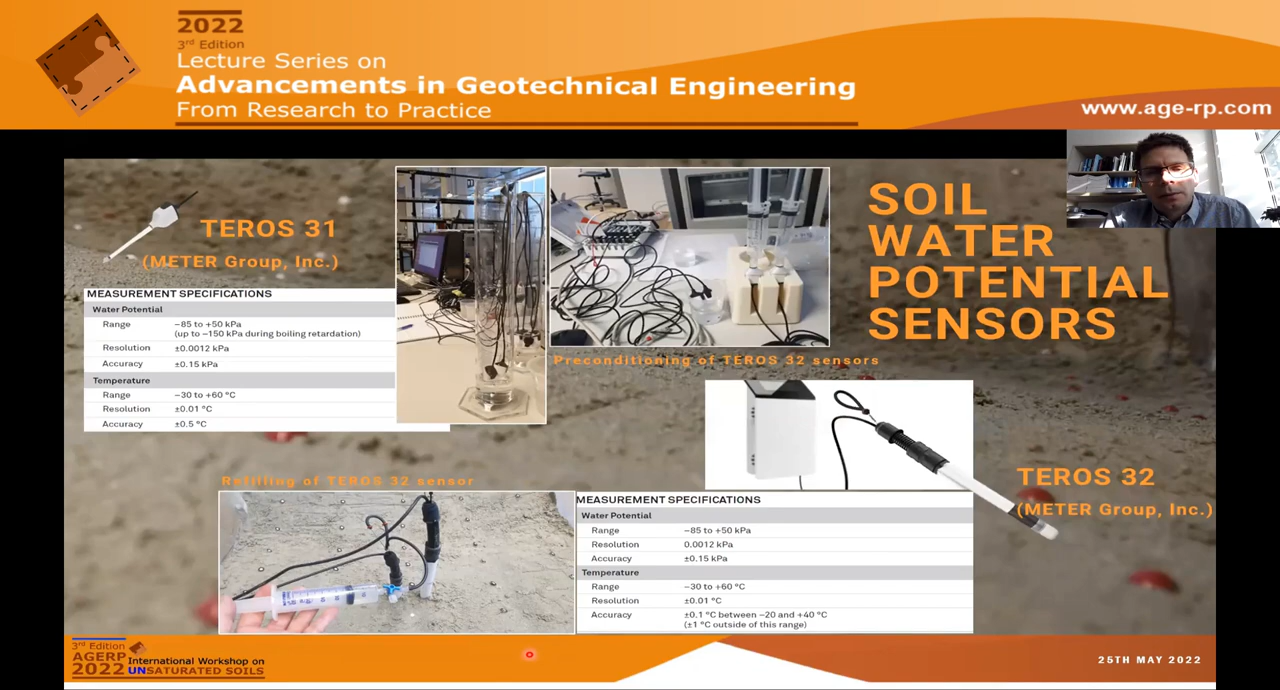 2022
3rd Edition
Lecture Series on
Advancements in Geotechnical Engineering
From Research to Practice
www.age-rp.com
SOIL
WATER
POTENTIAL
SENSORS
TEROS 31
(METER Group, Inc.)
MEASUREMENT SPECIFICATIONS
Water Potential
Range −85 to +50 kPa
(up to −150 kPa during boiling retardation)
Resolution ±0.0012 kPa
Accuracy ±0.15 kPa
Temperature
Range −30 to +60 °C
Resolution ±0.01 °C
Accuracy ±0.5 °C
Preconditioning of TEROS 32 sensors
TEROS 32
(METER Group, Inc.)
Refilling of TEROS 32 sensor
MEASUREMENT SPECIFICATIONS
Water Potential
Range −85 to +50 kPa
Resolution 0.0012 kPa
Accuracy ±0.15 kPa
Temperature
Range −30 to +60 °C
Resolution ±0.01 °C
Accuracy ±0.1 °C between −20 and +40 °C
(±1 °C outside of this range)
3rd Edition
AGERP
2022
International Workshop on
UNSATURATED SOILS
25TH MAY 2022